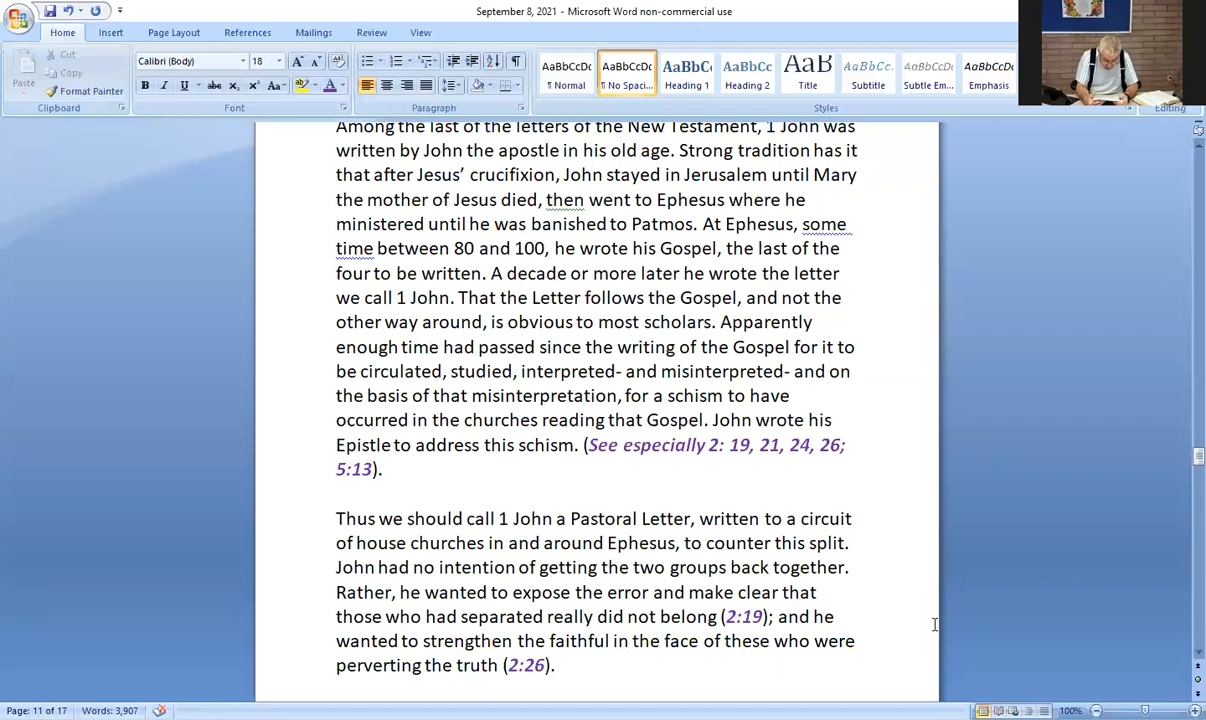 September 8, 2021 - Microsoft Word non-commercial use
Home Insert Page Layout References Mailings Review View
Cut
Copy
Paste
Format Painter
Clipboard
Calibri (Body) 18
B I U abc x₂ x² Aa
Font
Paragraph
AaBbCcDc AaBbCcDc AaBbC AaBbCc AaB AaBbCc AaBbCcDc AaBbCcDc
¶ Normal ¶ No Spaci... Heading 1 Heading 2 Title Subtitle Subtle Em... Emphasis
Styles
Editing
Among the last of the letters of the New Testament, 1 John was
written by John the apostle in his old age. Strong tradition has it
that after Jesus’ crucifixion, John stayed in Jerusalem until Mary
the mother of Jesus died, then went to Ephesus where he
ministered until he was banished to Patmos. At Ephesus, some
time between 80 and 100, he wrote his Gospel, the last of the
four to be written. A decade or more later he wrote the letter
we call 1 John. That the Letter follows the Gospel, and not the
other way around, is obvious to most scholars. Apparently
enough time had passed since the writing of the Gospel for it to
be circulated, studied, interpreted- and misinterpreted- and on
the basis of that misinterpretation, for a schism to have
occurred in the churches reading that Gospel. John wrote his
Epistle to address this schism. (See especially 2: 19, 21, 24, 26;
5:13).
Thus we should call 1 John a Pastoral Letter, written to a circuit
of house churches in and around Ephesus, to counter this split.
John had no intention of getting the two groups back together.
Rather, he wanted to expose the error and make clear that
those who had separated really did not belong (2:19); and he
wanted to strengthen the faithful in the face of these who were
perverting the truth (2:26).
Page: 11 of 17 Words: 3,907 100%